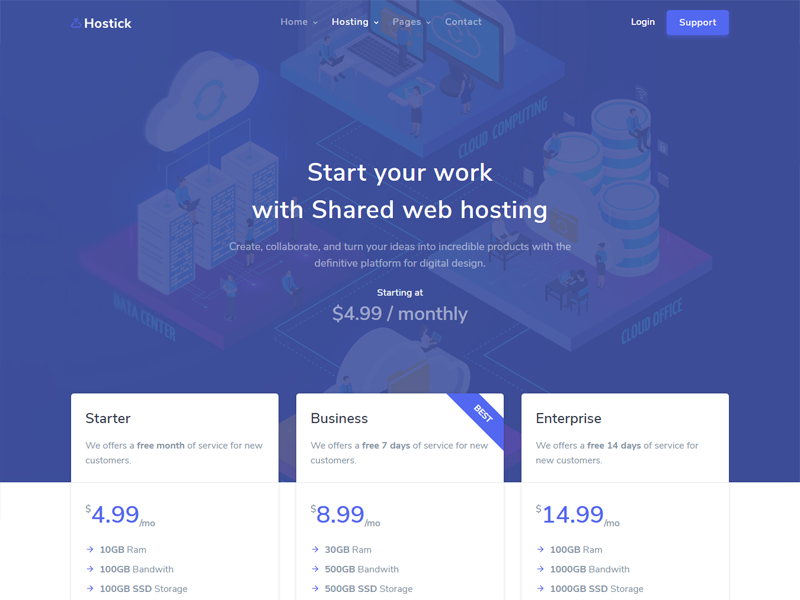 Hostick
Home Hosting Pages Contact
Login Support
CLOUD COMPUTING
Start your work
with Shared web hosting
Create, collaborate, and turn your ideas into incredible products with the
definitive platform for digital design.
Starting at
$4.99 / monthly
DATA CENTER
CLOUD OFFICE
Starter
We offers a free month of service for new
customers.
Business
BEST
We offers a free 7 days of service for new
customers.
Enterprise
We offers a free 14 days of service for
new customers.
$4.99/mo
10GB Ram
100GB Bandwith
100GB SSD Storage
$8.99/mo
30GB Ram
500GB Bandwith
500GB SSD Storage
$14.99/mo
100GB Ram
1000GB Bandwith
1000GB SSD Storage